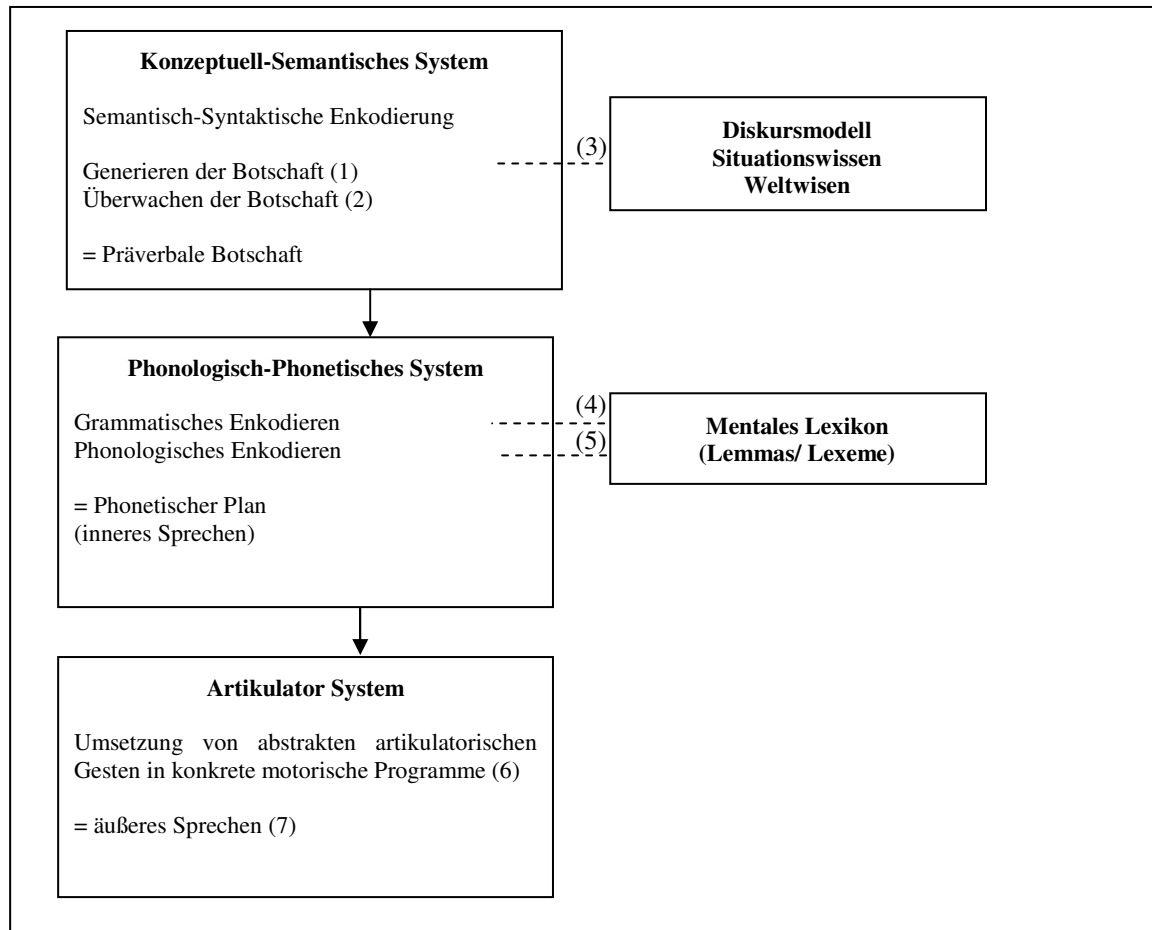 Konzeptuell-Semantisches System
Semantisch-Syntaktische Enkodierung
Generieren der Botschaft (1)
Überwachen der Botschaft (2)
= Präverbale Botschaft
(3)
Diskursmodell
Situationswissen
Weltwisen
Phonologisch-Phonetisches System
Grammatisches Enkodieren
Phonologisches Enkodieren
= Phonetischer Plan
(inneres Sprechen)
(4)
(5)
Mentales Lexikon
(Lemmas/ Lexeme)
Artikulator System
Umsetzung von abstrakten artikulatorischen
Gesten in konkrete motorische Programme (6)
= äußeres Sprechen (7)